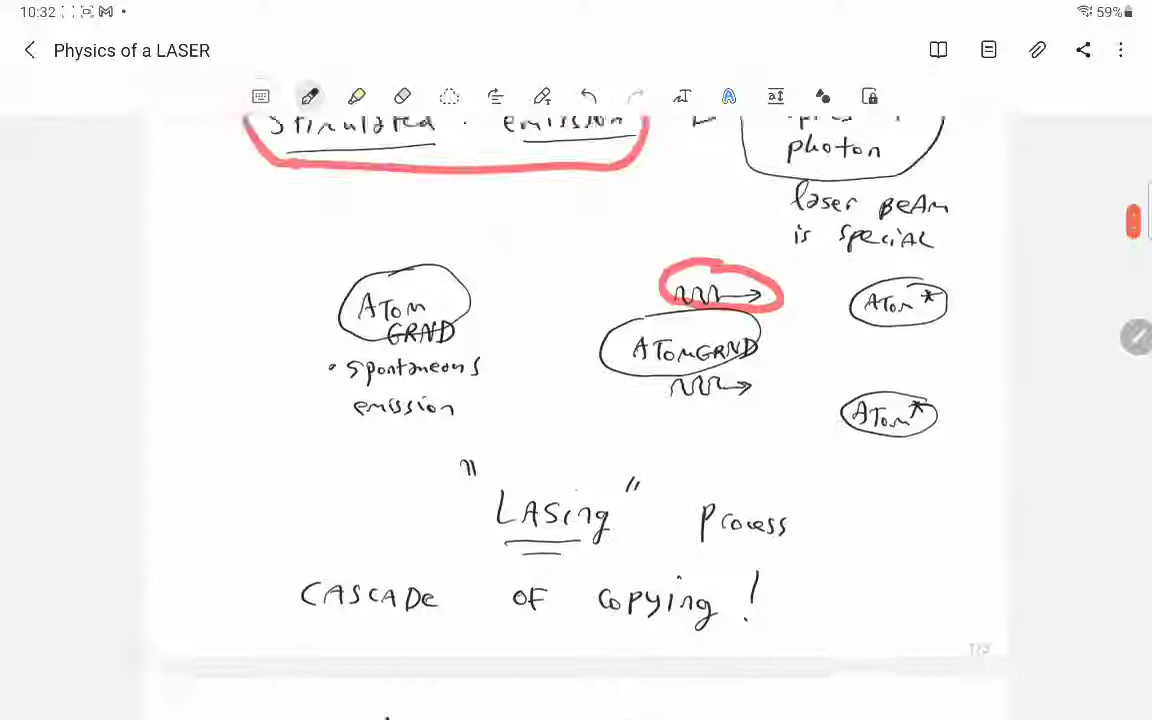 10:32
59%
Physics of a LASER
Stimulated emission
photon
laser BEAM
is special
ATom
GRND
ATomGRND
ATom*
• spontaneous
emission
ATom*
"LASing" Process
CASCADE OF copying!